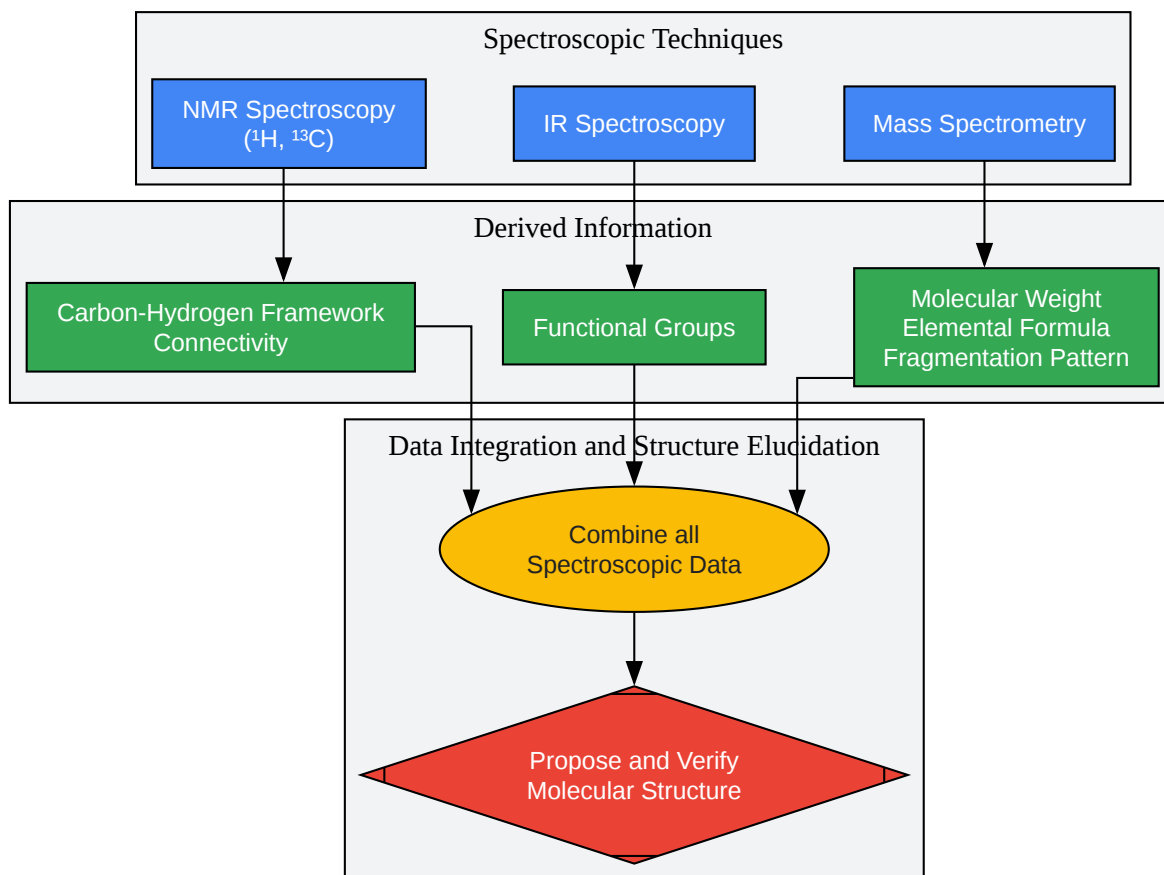 Spectroscopic Techniques
NMR Spectroscopy
(¹H, ¹³C)
IR Spectroscopy
Mass Spectrometry
Derived Information
Carbon-Hydrogen Framework
Connectivity
Functional Groups
Molecular Weight
Elemental Formula
Fragmentation Pattern
Data Integration and Structure Elucidation
Combine all
Spectroscopic Data
Propose and Verify
Molecular Structure